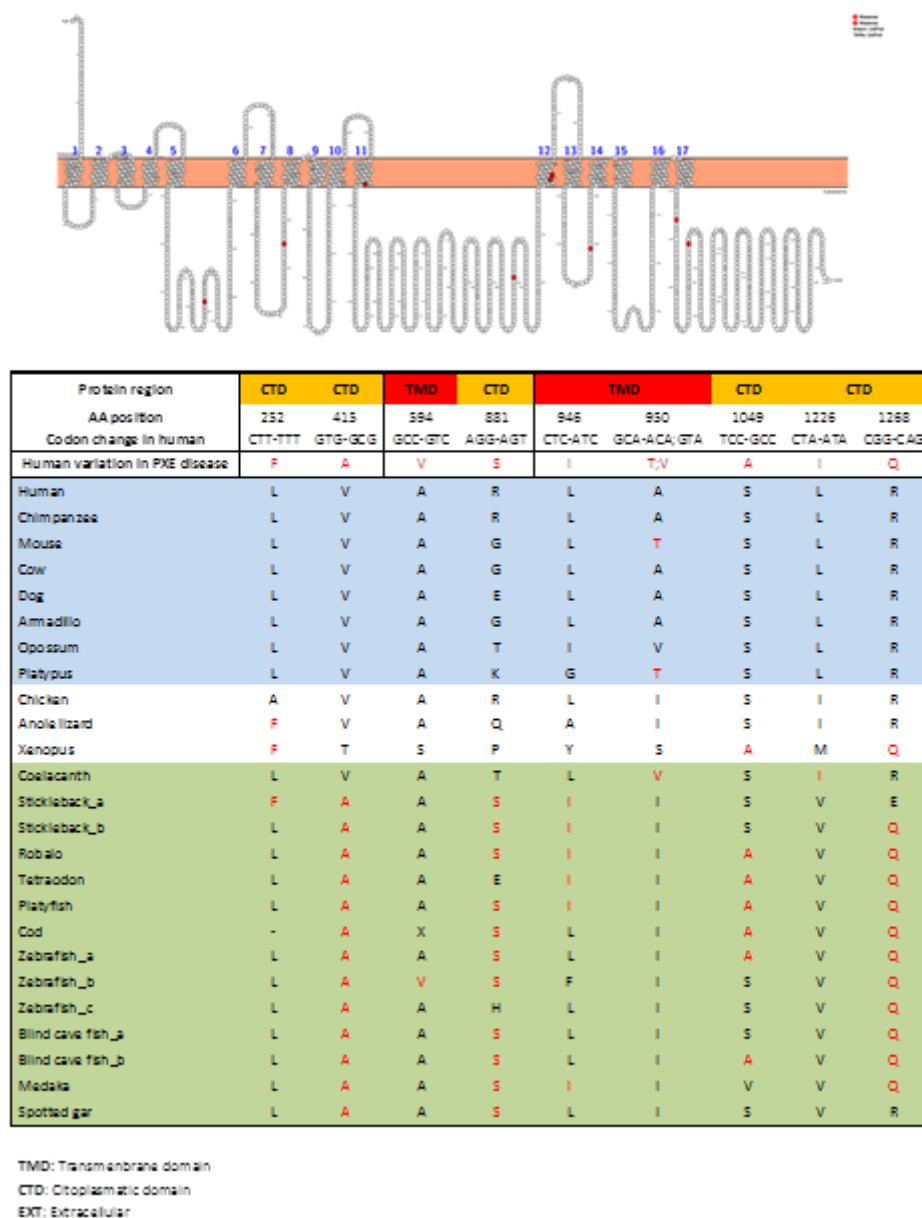 1 2 3 4 5 6 7 8 9 10 11 12 13 14 15 16 17
Protein region CTD CTD TMD CTD TMD CTD CTD
AA position 232 415 594 881 946 950 1049 1226 1268
Codon change in human CTT-TTT GTG-GCG GCC-GTC AGG-AGT CTC-ATC GCA-ACA;GTA TCC-GCC CTA-ATA CGG-CAG
Human variation in PXE disease F A V S I T;V A I Q
Human L V A R L A S L R
Chimpanzee L V A R L A S L R
Mouse L V A G L T S L R
Cow L V A G L A S L R
Dog L V A E L A S L R
Armadillo L V A G L A S L R
Opossum L V A T I V S L R
Platypus L V A K G T S L R
Chicken A V A R L I S I R
Anole lizard F V A Q A I S I R
Xenopus F T S P Y S A M Q
Coelacanth L V A T L V S I R
Stickleback_a F A A S I I S V E
Stickleback_b L A A S I I S V Q
Robalo L A A S I I A V Q
Tetraodon L A A E I I A V Q
Platyfish L A A S I I A V Q
Cod - A X S L I A V Q
Zebrafish_a L A A S L I A V Q
Zebrafish_b L A V S F I S V Q
Zebrafish_c L A A H L I S V Q
Blind cave fish_a L A A S L I S V Q
Blind cave fish_b L A A S L I A V Q
Medaka L A A S I I V V Q
Spotted gar L A A S L I S V R
TMD: Transmenbrane domain
CTD: Citoplasmatic domain
EXT: Extracellular